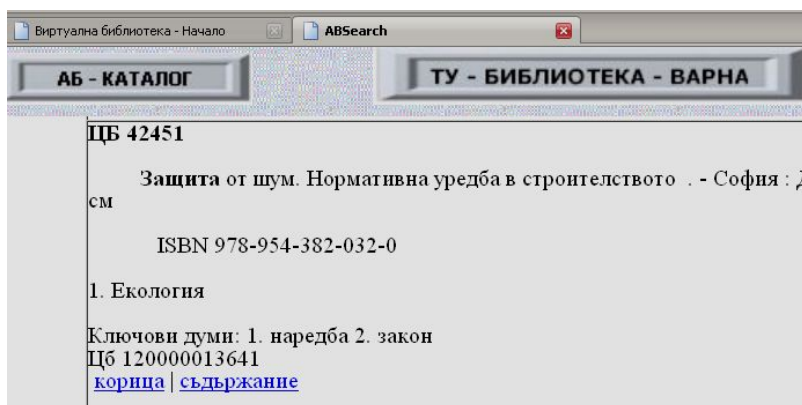 Виртуална библиотека - Начало
ABSearch
АБ - КАТАЛОГ
ТУ - БИБЛИОТЕКА - ВАРНА
ЦБ 42451
Защита от шум. Нормативна уредба в строителството . - София :
см
ISBN 978-954-382-032-0
1. Екология
Ключови думи: 1. наредба 2. закон
Цб 120000013641
корица | съдържание